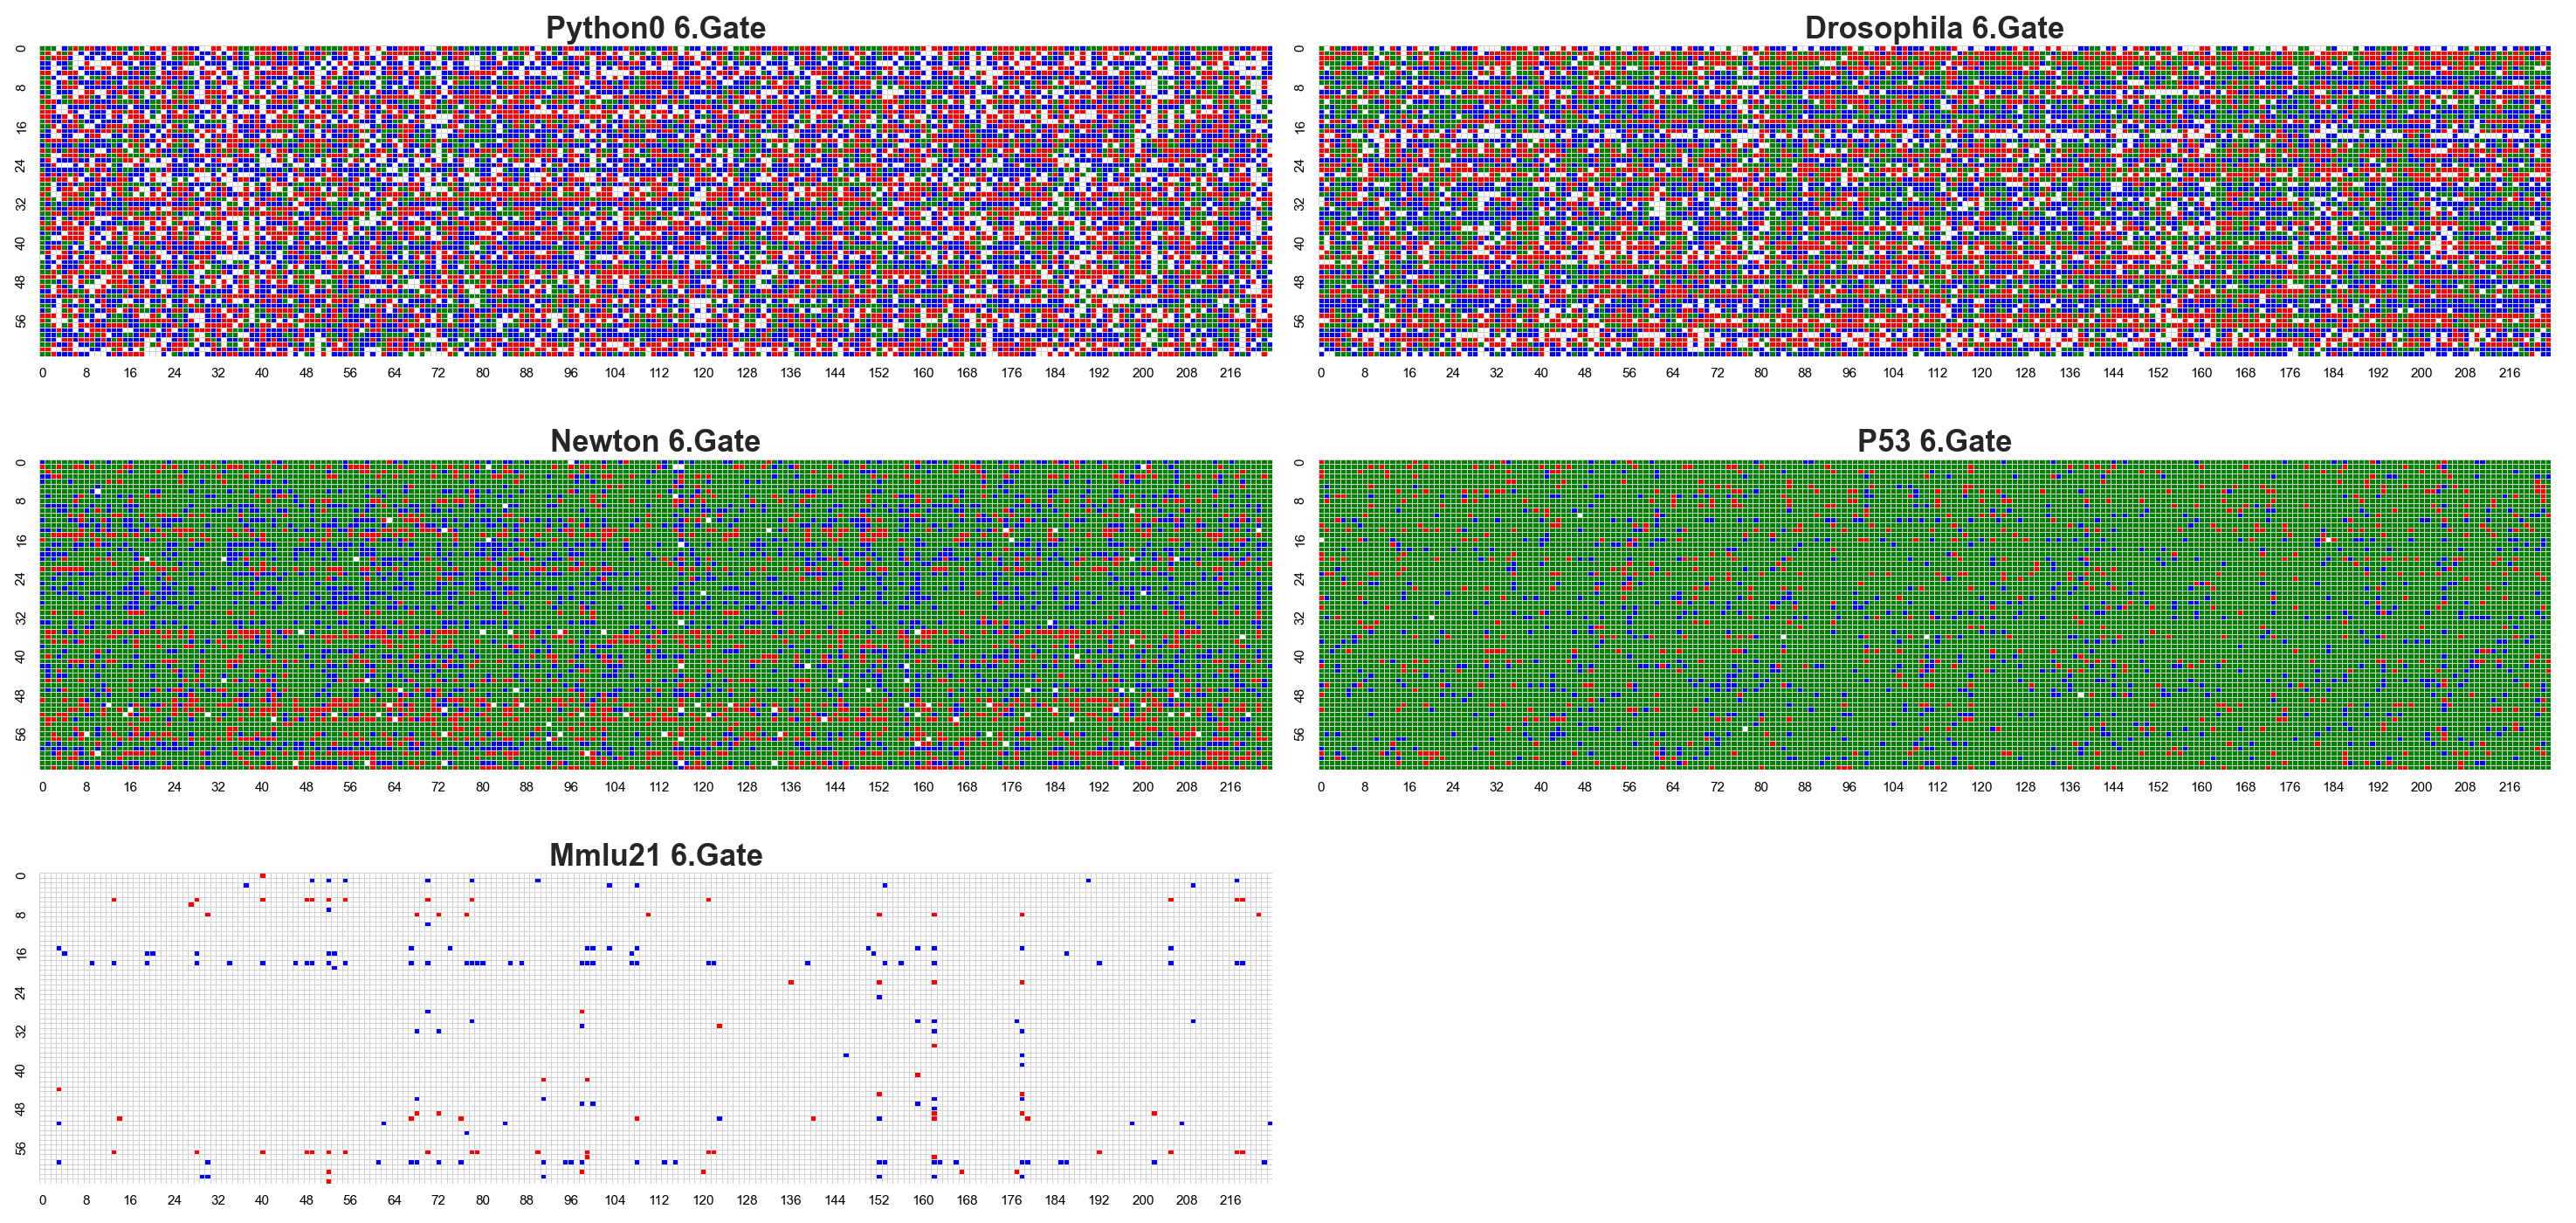 Python0 6.Gate
0 8 16 24 32 40 48 56
0 8 16 24 32 40 48 56 64 72 80 88 96 104 112 120 128 136 144 152 160 168 176 184 192 200 208 216
Drosophila 6.Gate
0 8 16 24 32 40 48 56
0 8 16 24 32 40 48 56 64 72 80 88 96 104 112 120 128 136 144 152 160 168 176 184 192 200 208 216
Newton 6.Gate
0 8 16 24 32 40 48 56
0 8 16 24 32 40 48 56 64 72 80 88 96 104 112 120 128 136 144 152 160 168 176 184 192 200 208 216
P53 6.Gate
0 8 16 24 32 40 48 56
0 8 16 24 32 40 48 56 64 72 80 88 96 104 112 120 128 136 144 152 160 168 176 184 192 200 208 216
Mmlu21 6.Gate
0 8 16 24 32 40 48 56
0 8 16 24 32 40 48 56 64 72 80 88 96 104 112 120 128 136 144 152 160 168 176 184 192 200 208 216